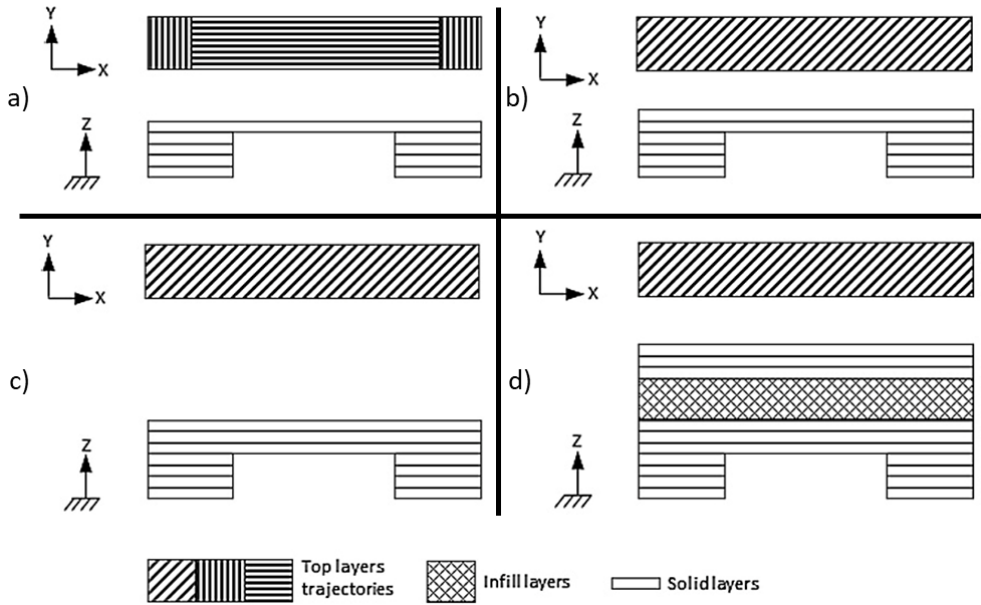 Y
X
a)
Z
Y
X
b)
Z
Y
X
c)
Z
Y
X
d)
Z
Top layers
trajectories
Infill layers
Solid layers